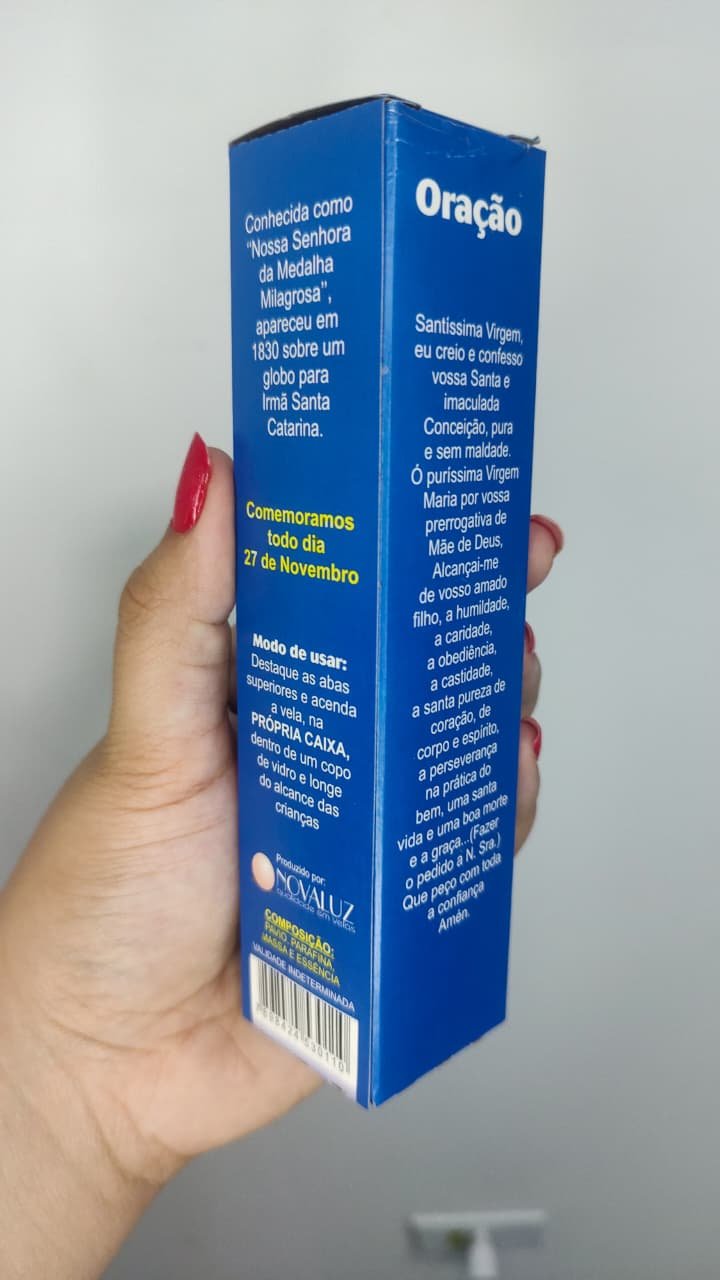 Conhecida como
“Nossa Senhora
da Medalha
Milagrosa”,
apareceu em
1830 sobre um
globo para
Irmã Santa
Catarina.
Comemoramos
todo dia
27 de Novembro
Modo de usar:
Destaque as abas
superiores e acenda
a vela, na
PRÓPRIA CAIXA,
dentro de um copo
de vidro e longe
do alcance das
crianças
Produzido por:
NOVALUZ
qualidade em velas
COMPOSIÇÃO:
PAVIO, PARAFINA,
MASSA E ESSÊNCIA
VALIDADE INDETERMINADA
Oração
Santíssima Virgem,
eu creio e confesso
vossa Santa e
imaculada
Conceição, pura
e sem maldade.
Ó puríssima Virgem
Maria por vossa
prerrogativa de
Mãe de Deus,
Alcançai-me
de vosso amado
filho, a humildade,
a caridade,
a obediência,
a castidade,
a santa pureza de
coração, de
corpo e espírito,
a perseverança
na prática do
bem, uma santa
vida e uma boa morte
e a graça...(Fazer
o pedido a N. Sra.)
Que peço com toda
a confiança
Amén.